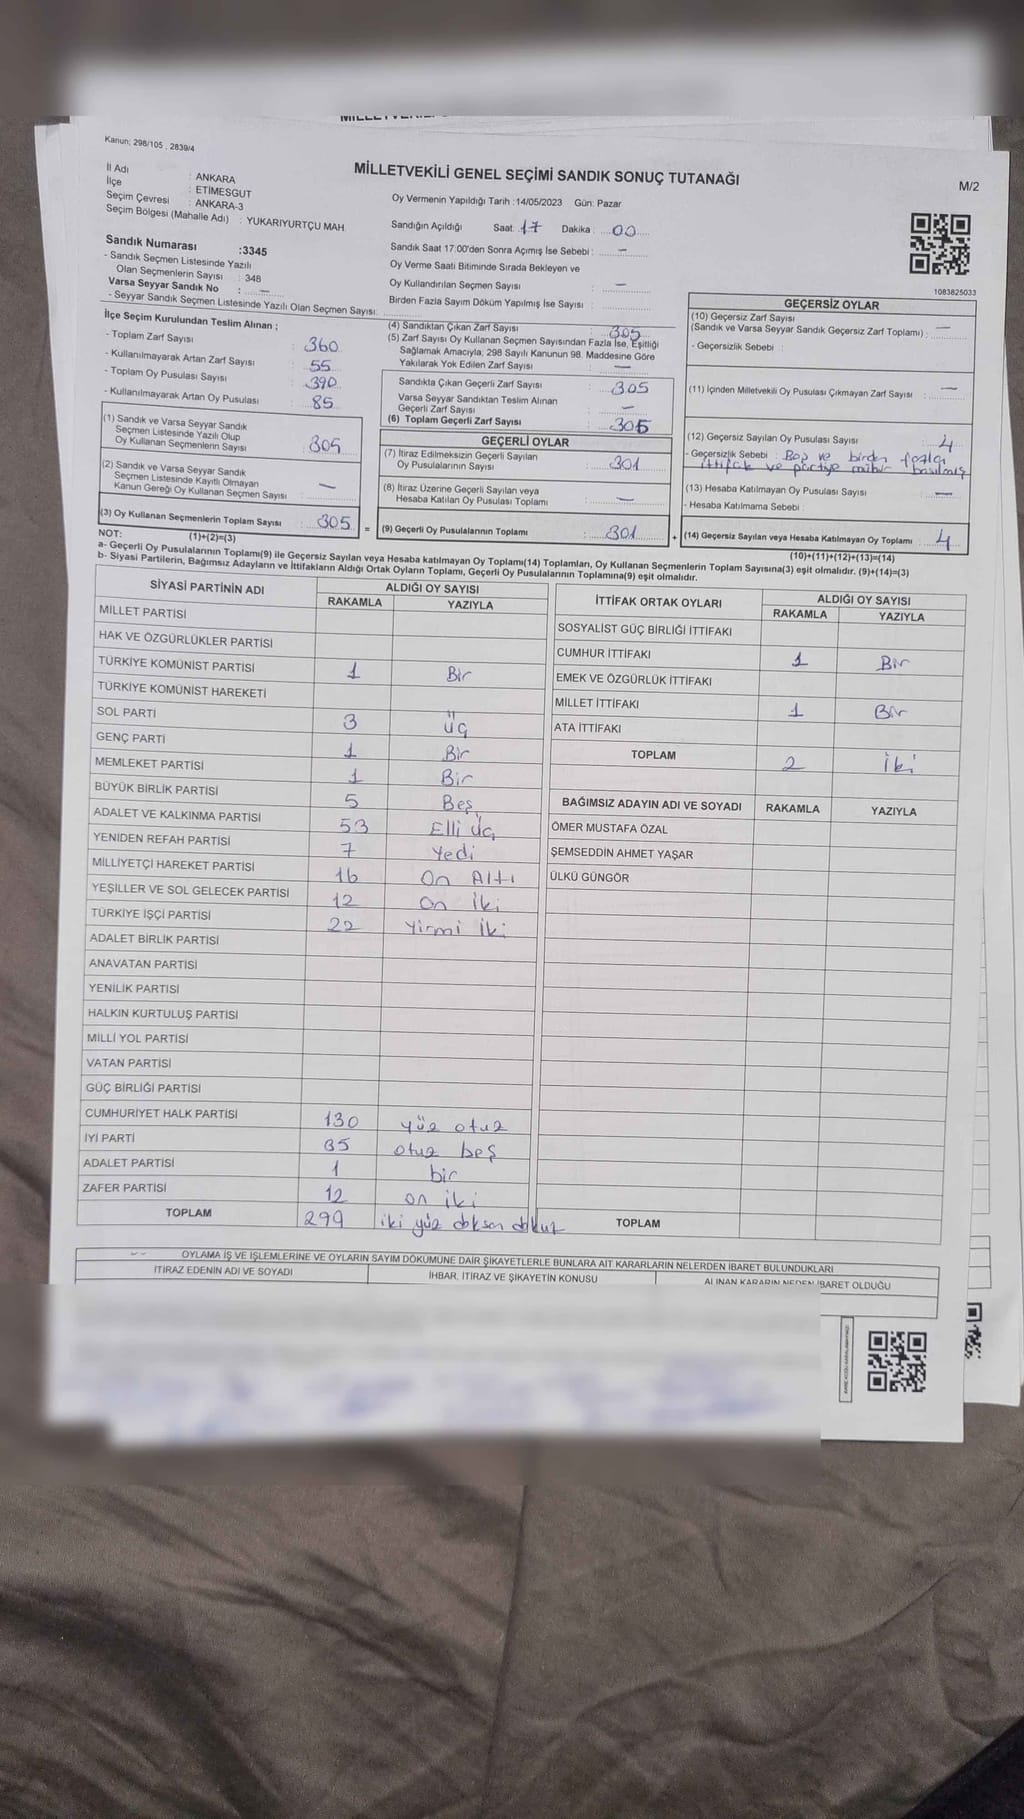 Kanun; 298/105 , 2839/4
MİLLETVEKİLİ GENEL SEÇİMİ SANDIK SONUÇ TUTANAĞI
M/2
İl Adı : ANKARA
İlçe : ETİMESGUT
Seçim Çevresi : ANKARA-3
Seçim Bölgesi (Mahalle Adı) : YUKARIYURTÇU MAH.
Oy Vermenin Yapıldığı Tarih :14/05/2023 Gün: Pazar
Sandığın Açıldığı Saat: 17 Dakika : 00
Sandık Saat 17:00'den Sonra Açımış İse Sebebi : —
Oy Verme Saati Bitiminde Sırada Bekleyen ve
Oy Kullandırılan Seçmen Sayısı : —
Birden Fazla Sayım Döküm Yapılmış İse Sayısı :
Sandık Numarası :3345
- Sandık Seçmen Listesinde Yazılı
Olan Seçmenlerin Sayısı : 348
Varsa Seyyar Sandık No : —
- Seyyar Sandık Seçmen Listesinde Yazılı Olan Seçmen Sayısı:
1083825033
İlçe Seçim Kurulundan Teslim Alınan ;
- Toplam Zarf Sayısı : 360
- Kullanılmayarak Artan Zarf Sayısı : 55
- Toplam Oy Pusulası Sayısı : 390
- Kullanılmayarak Artan Oy Pusulası : 85
(1) Sandık ve Varsa Seyyar Sandık
Seçmen Listesinde Yazılı Olup
Oy Kullanan Seçmenlerin Sayısı : 305
(2) Sandık ve Varsa Seyyar Sandık
Seçmen Listesinde Kayıtlı Olmayan
Kanun Gereği Oy Kullanan Seçmen Sayısı : —
(3) Oy Kullanan Seçmenlerin Toplam Sayısı : 305
(1)+(2)=(3)
(4) Sandıktan Çıkan Zarf Sayısı : 305
(5) Zarf Sayısı Oy Kullanan Seçmen Sayısından Fazla İse, Eşitliği
Sağlamak Amacıyla; 298 Sayılı Kanunun 98. Maddesine Göre
Yakılarak Yok Edilen Zarf Sayısı : —
Sandıkta Çıkan Geçerli Zarf Sayısı : 305
Varsa Seyyar Sandıktan Teslim Alınan
Geçerli Zarf Sayısı : —
(6) Toplam Geçerli Zarf Sayısı : 305
GEÇERLİ OYLAR
(7) İtiraz Edilmeksizin Geçerli Sayılan
Oy Pusulalarının Sayısı : 301
(8) İtiraz Üzerine Geçerli Sayılan veya
Hesaba Katılan Oy Pusulası Toplamı : —
= (9) Geçerli Oy Pusulalarının Toplamı : 301 +
GEÇERSİZ OYLAR
(10) Geçersiz Zarf Sayısı
(Sandık ve Varsa Seyyar Sandık Geçersiz Zarf Toplamı) : —
- Geçersizlik Sebebi :
(11) İçinden Milletvekili Oy Pusulası Çıkmayan Zarf Sayısı : —
(12) Geçersiz Sayılan Oy Pusulası Sayısı : 4
- Geçersizlik Sebebi : Boş ve birden fazla
ittifak ve partiye mühür basılmış
(13) Hesaba Katılmayan Oy Pusulası Sayısı : —
- Hesaba Katılmama Sebebi :
(14) Geçersiz Sayılan veya Hesaba Katılmayan Oy Toplamı : 4
(10)+(11)+(12)+(13)=(14)
NOT:
a- Geçerli Oy Pusulalarının Toplamı(9) ile Geçersiz Sayılan veya Hesaba katılmayan Oy Toplamı(14) Toplamları, Oy Kullanan Seçmenlerin Toplam Sayısına(3) eşit olmalıdır. (9)+(14)=(3)
b- Siyasi Partilerin, Bağımsız Adayların ve İttifakların Aldığı Ortak Oyların Toplamı, Geçerli Oy Pusulalarının Toplamına(9) eşit olmalıdır.
SİYASİ PARTİNİN ADI ALDIĞI OY SAYISI
RAKAMLA YAZIYLA
MİLLET PARTİSİ
HAK VE ÖZGÜRLÜKLER PARTİSİ
TÜRKİYE KOMÜNİST PARTİSİ 1 Bir
TÜRKİYE KOMÜNİST HAREKETİ
SOL PARTİ 3 üç
GENÇ PARTİ 1 Bir
MEMLEKET PARTİSİ 1 Bir
BÜYÜK BİRLİK PARTİSİ 5 Beş
ADALET VE KALKINMA PARTİSİ 53 Elli üç
YENİDEN REFAH PARTİSİ 7 Yedi
MİLLİYETÇİ HAREKET PARTİSİ 16 On Altı
YEŞİLLER VE SOL GELECEK PARTİSİ 12 on iki
TÜRKİYE İŞÇİ PARTİSİ 22 Yirmi iki
ADALET BİRLİK PARTİSİ
ANAVATAN PARTİSİ
YENİLİK PARTİSİ
HALKIN KURTULUŞ PARTİSİ
MİLLİ YOL PARTİSİ
VATAN PARTİSİ
GÜÇ BİRLİĞİ PARTİSİ
CUMHURİYET HALK PARTİSİ 130 yüz otuz
İYİ PARTİ 35 otuz beş
ADALET PARTİSİ 1 bir
ZAFER PARTİSİ 12 on iki
TOPLAM 299 iki yüz doksan dokuz
İTTİFAK ORTAK OYLARI ALDIĞI OY SAYISI
RAKAMLA YAZIYLA
SOSYALİST GÜÇ BİRLİĞİ İTTİFAKI
CUMHUR İTTİFAKI 1 Bir
EMEK VE ÖZGÜRLÜK İTTİFAKI
MİLLET İTTİFAKI 1 Bir
ATA İTTİFAKI
TOPLAM 2 iki
BAĞIMSIZ ADAYIN ADI VE SOYADI RAKAMLA YAZIYLA
ÖMER MUSTAFA ÖZAL
ŞEMSEDDİN AHMET YAŞAR
ÜLKÜ GÜNGÖR
TOPLAM
OYLAMA İŞ VE İŞLEMLERİNE VE OYLARIN SAYIM DÖKÜMÜNE DAİR ŞİKAYETLERLE BUNLARA AİT KARARLARIN NELERDEN İBARET BULUNDUKLARI
İTİRAZ EDENİN ADI VE SOYADI İHBAR, İTİRAZ VE ŞİKAYETİN KONUSU ALINAN KARARIN NEDEN İBARET OLDUĞU